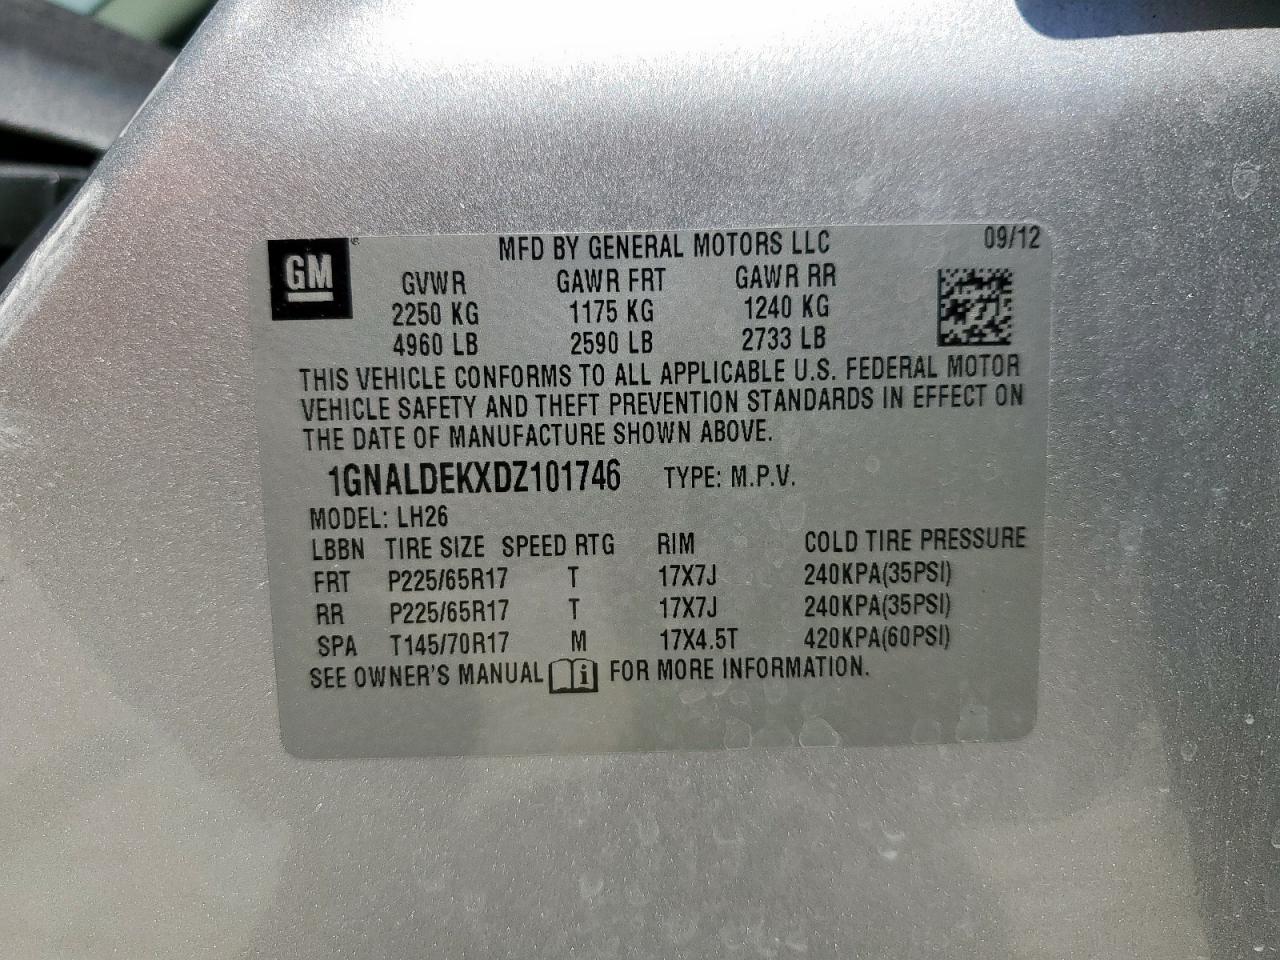 GM ® MFD BY GENERAL MOTORS LLC 09/12
GVWR GAWR FRT GAWR RR
2250 KG 1175 KG 1240 KG
4960 LB 2590 LB 2733 LB
THIS VEHICLE CONFORMS TO ALL APPLICABLE U.S. FEDERAL MOTOR
VEHICLE SAFETY AND THEFT PREVENTION STANDARDS IN EFFECT ON
THE DATE OF MANUFACTURE SHOWN ABOVE.
1GNALDEKXDZ101746 TYPE: M.P.V.
MODEL: LH26
LBBN TIRE SIZE SPEED RTG RIM COLD TIRE PRESSURE
FRT P225/65R17 T 17X7J 240KPA(35PSI)
RR P225/65R17 T 17X7J 240KPA(35PSI)
SPA T145/70R17 M 17X4.5T 420KPA(60PSI)
SEE OWNER'S MANUAL i FOR MORE INFORMATION.